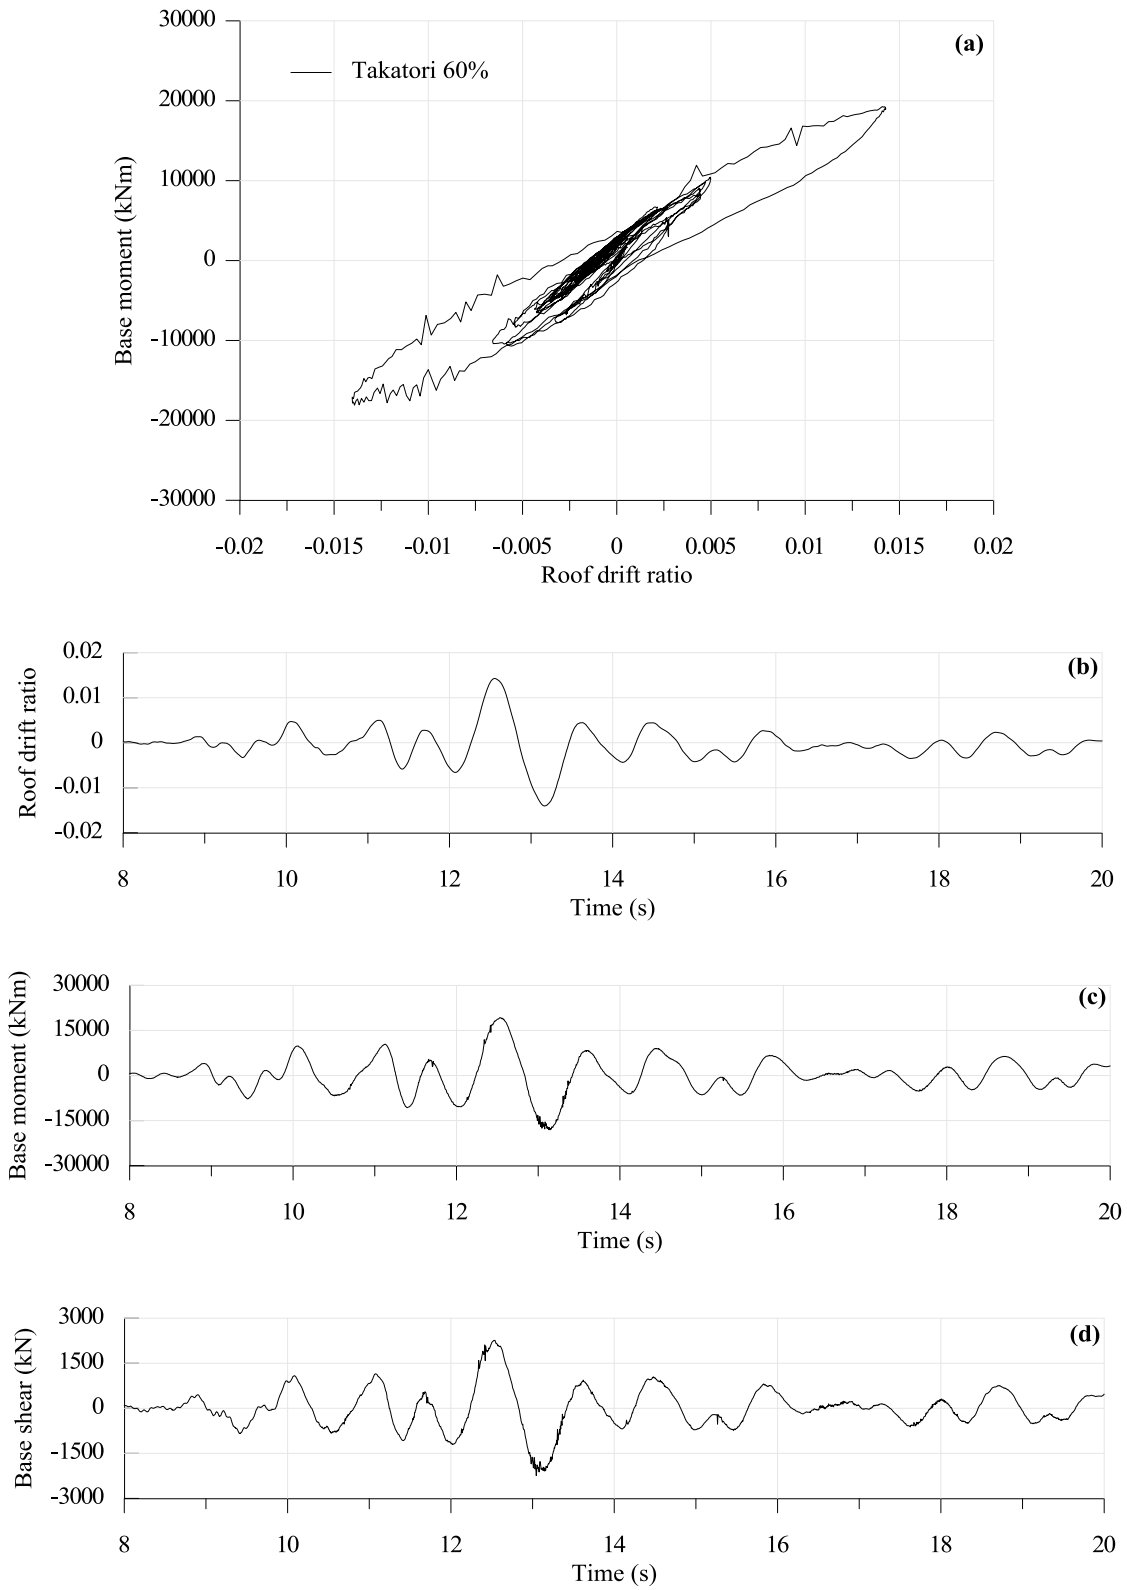 30000
(a)
Takatori 60%
20000
10000
0
-10000
-20000
-30000
Base moment (kNm)
-0.02 -0.015 -0.01 -0.005 0 0.005 0.01 0.015 0.02
Roof drift ratio
0.02
(b)
0.01
0
-0.01
-0.02
Roof drift ratio
8 10 12 14 16 18 20
Time (s)
30000
(c)
15000
0
-15000
-30000
Base moment (kNm)
8 10 12 14 16 18 20
Time (s)
3000
(d)
1500
0
-1500
-3000
Base shear (kN)
8 10 12 14 16 18 20
Time (s)